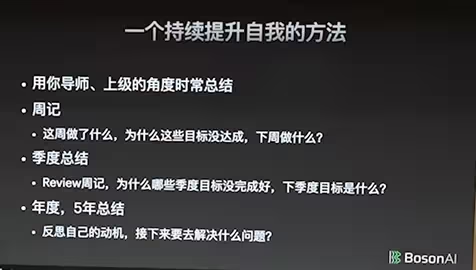 一个持续提升自我的方法
• 用你导师、上级的角度时常总结
• 周记
• 这周做了什么，为什么这些目标没达成，下周做什么？
• 季度总结
• Review周记，为什么哪些季度目标没完成好，下季度目标是什么？
• 年度，5年总结
• 反思自己的动机，接下来要去解决什么问题？
BosonAI